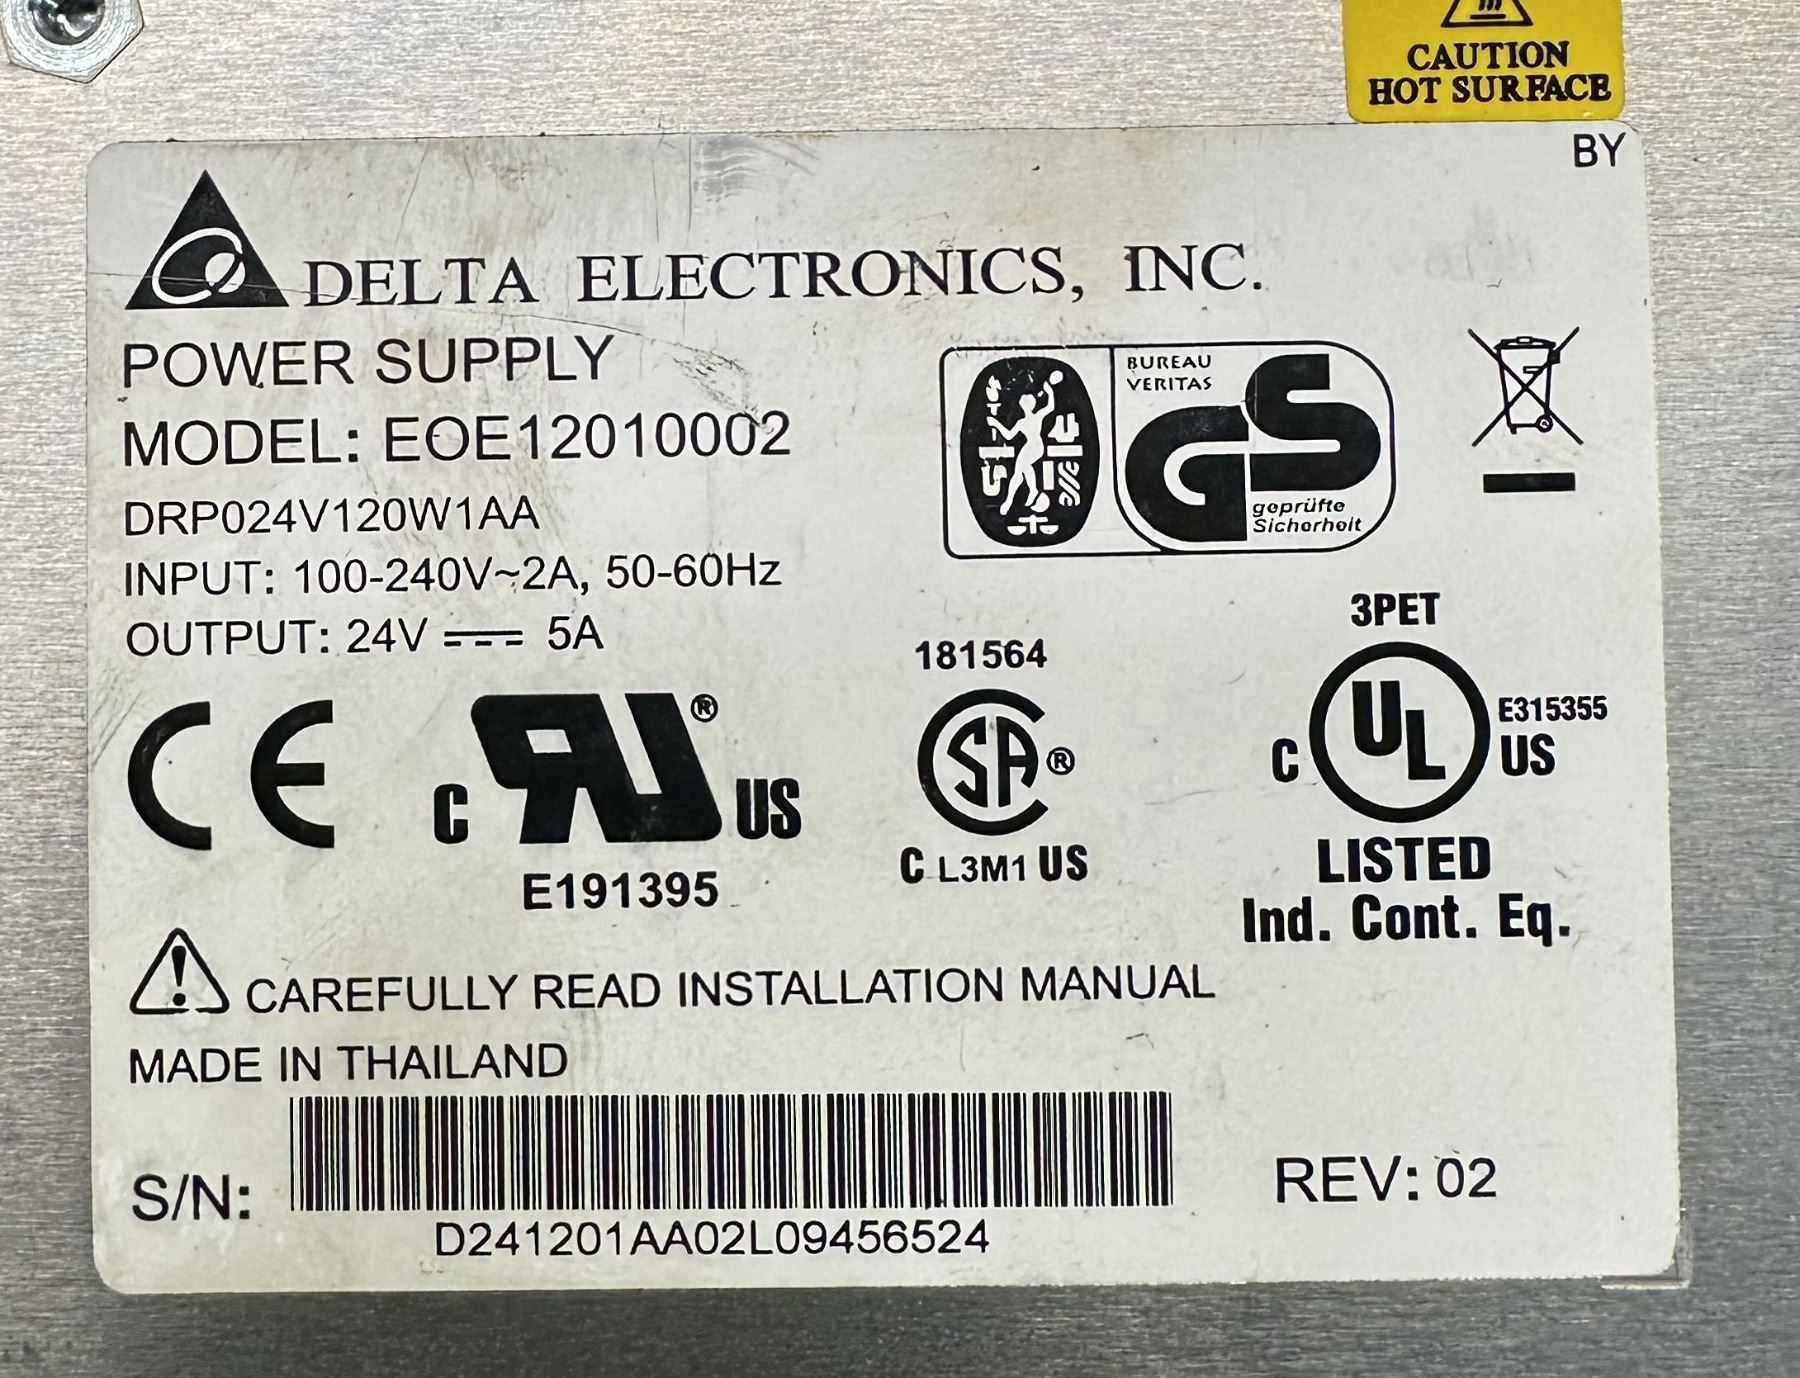 CAUTION
HOT SURFACE
BY
DELTA ELECTRONICS, INC.
POWER SUPPLY
MODEL: EOE12010002
DRP024V120W1AA
INPUT: 100-240V~2A, 50-60Hz
OUTPUT: 24V ⎓ 5A
BUREAU
VERITAS
GS
geprüfte
Sicherheit
CE
C RU ® US
E191395
181564
SA ®
C L3M1 US
3PET
C UL US
E315355
LISTED
Ind. Cont. Eq.
CAREFULLY READ INSTALLATION MANUAL
MADE IN THAILAND
S/N:
D241201AA02L09456524
REV: 02